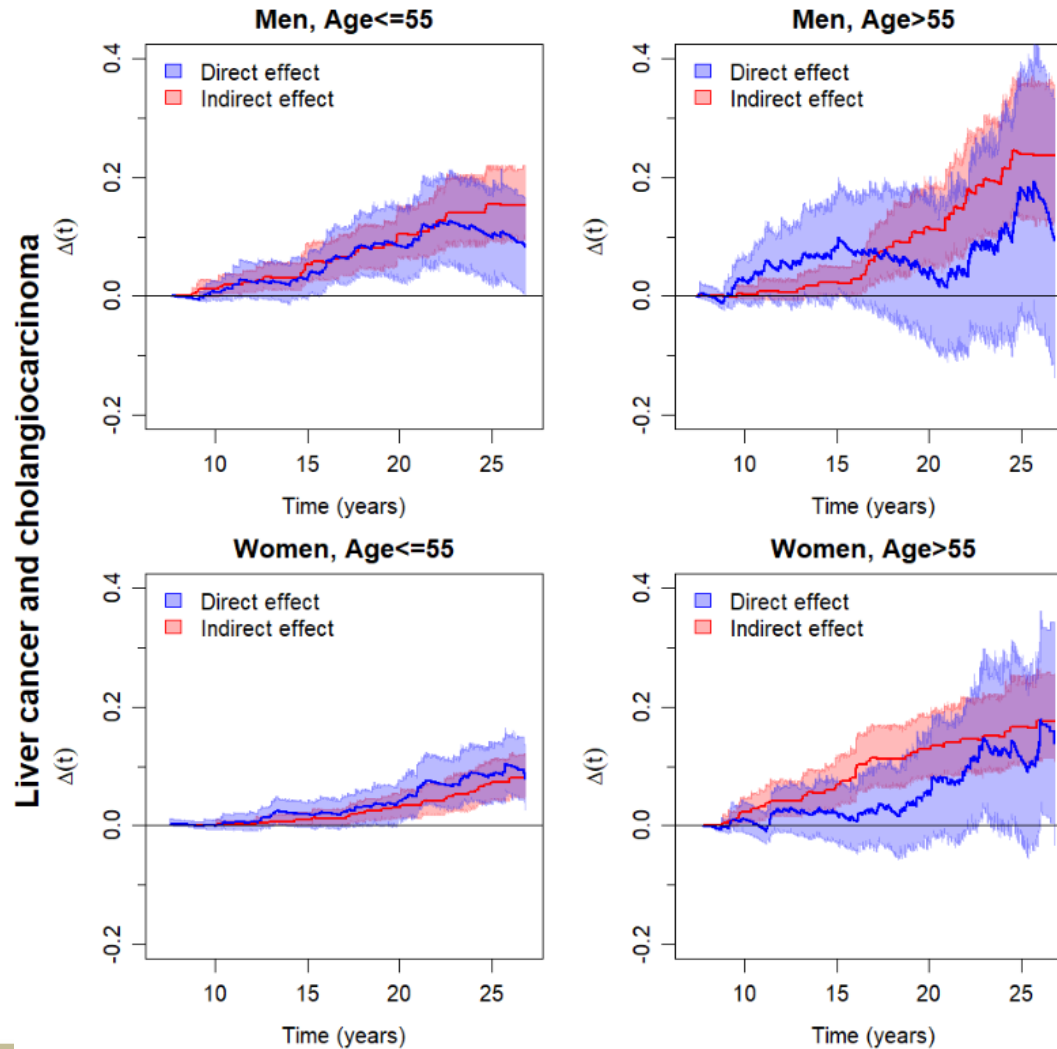 Liver cancer and cholangiocarcinoma
Men, Age<=55
Direct effect
Indirect effect
Δ(t)
0.4
0.2
0.0
-0.2
10 15 20 25
Time (years)
Men, Age>55
Direct effect
Indirect effect
Δ(t)
0.4
0.2
0.0
-0.2
10 15 20 25
Time (years)
Women, Age<=55
Direct effect
Indirect effect
Δ(t)
0.4
0.2
0.0
-0.2
10 15 20 25
Time (years)
Women, Age>55
Direct effect
Indirect effect
Δ(t)
0.4
0.2
0.0
-0.2
10 15 20 25
Time (years)